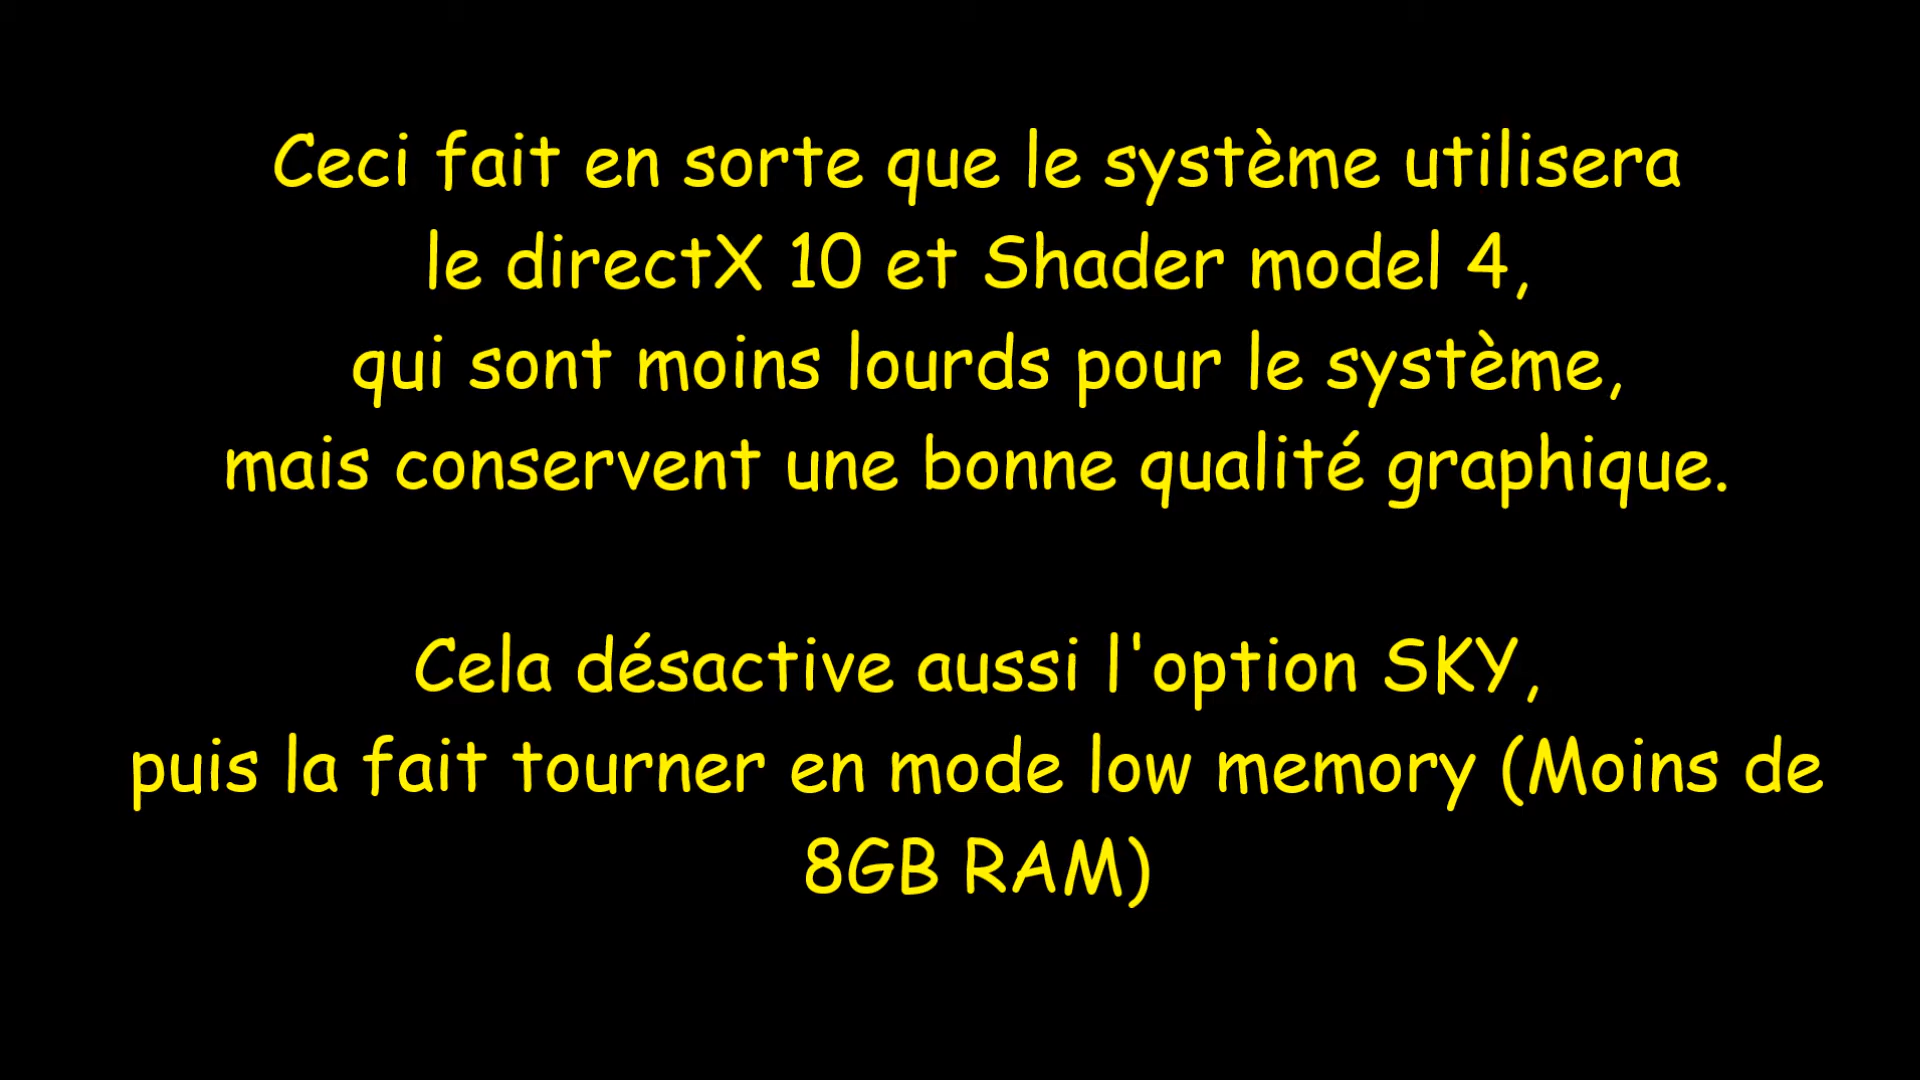 Ceci fait en sorte que le système utilisera
le directX 10 et Shader model 4,
qui sont moins lourds pour le système,
mais conservent une bonne qualité graphique.
Cela désactive aussi l'option SKY,
puis la fait tourner en mode low memory (Moins de
8GB RAM)